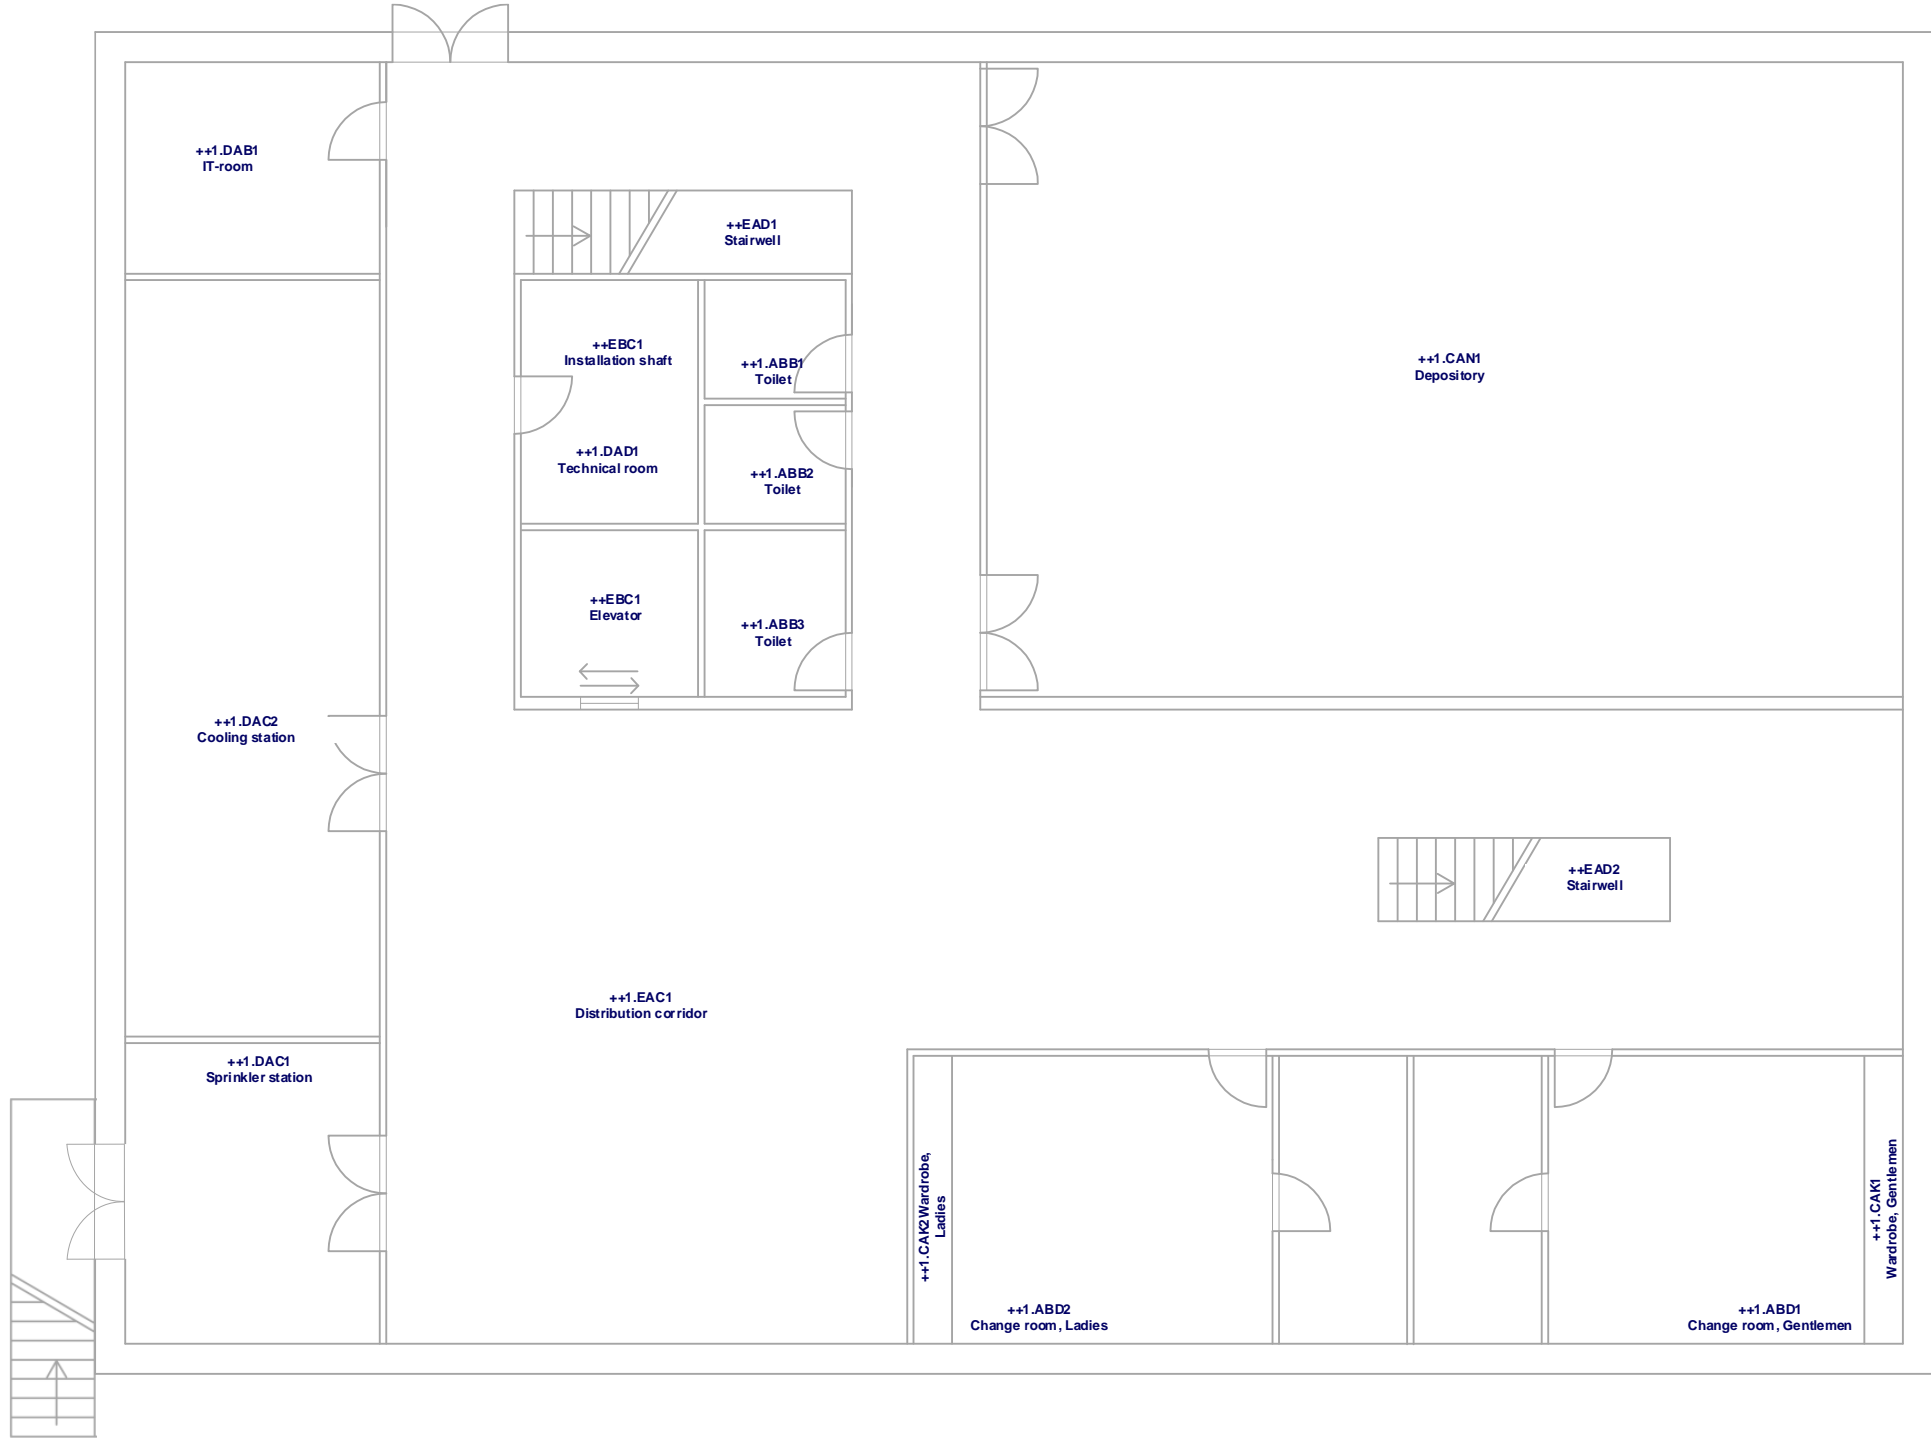 ++1.DAB1
IT-room
++EAD1
Stairwell
++EBC1
Installation shaft
++1.ABB1
Toilet
++1.CAN1
Depository
++1.DAD1
Technical room
++1.ABB2
Toilet
++EBC1
Elevator
++1.ABB3
Toilet
++1.DAC2
Cooling station
++EAD2
Stairwell
++1.EAC1
Distribution corridor
++1.DAC1
Sprinkler station
++1.CAK2 Wardrobe,
Ladies
++1.CAK1
Wardrobe, Gentlemen
++1.ABD2
Change room, Ladies
++1.ABD1
Change room, Gentlemen